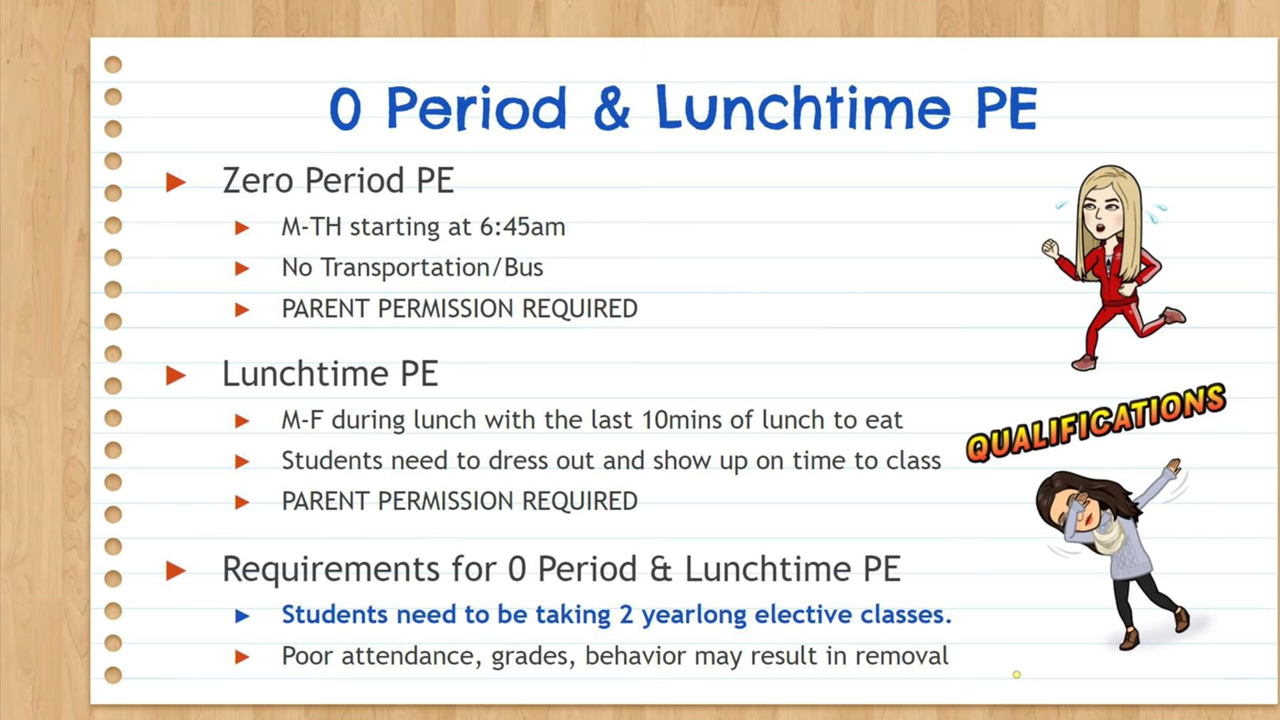 0 Period & Lunchtime PE
Zero Period PE
M-TH starting at 6:45am
No Transportation/Bus
PARENT PERMISSION REQUIRED
Lunchtime PE
M-F during lunch with the last 10mins of lunch to eat
Students need to dress out and show up on time to class
PARENT PERMISSION REQUIRED
QUALIFICATIONS
Requirements for 0 Period & Lunchtime PE
Students need to be taking 2 yearlong elective classes.
Poor attendance, grades, behavior may result in removal